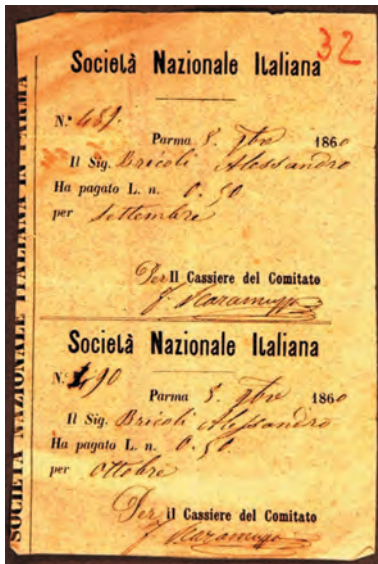 32
Società Nazionale Italiana
N.º 489.
Parma 8. 9bre 1860
Il Sig. Bricoli Alessandro
Ha pagato L. n. 0.50
per settembre
Per Il Cassiere del Comitato
Società Nazionale Italiana
N.º 490
Parma 8. 9bre 1860
Il Sig. Bricoli Alessandro
Ha pagato L. n. 0.50.
per ottobre
Per il Cassiere del Comitato
SOCIETÀ NAZIONALE ITALIANA IN PARMA